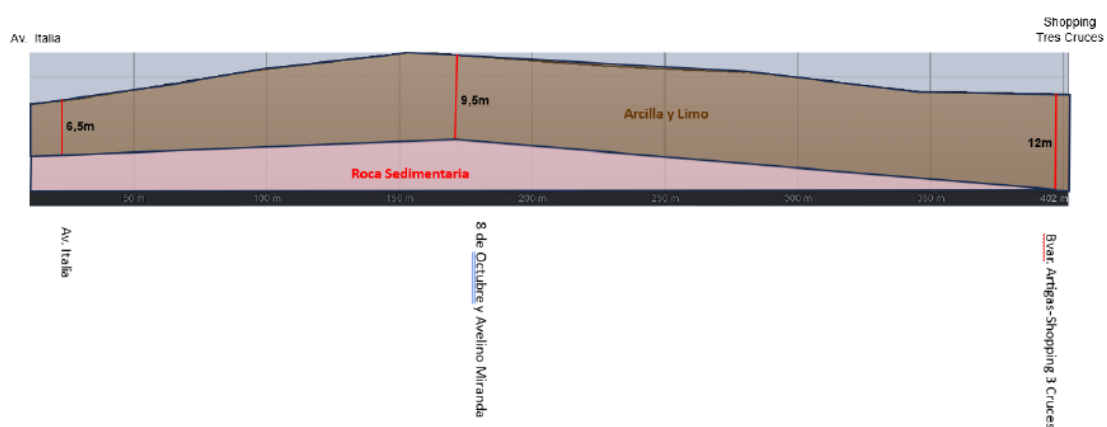 Av. Italia
Shopping
Tres Cruces
6,5m
9,5m
Arcilla y Limo
12m
Roca Sedimentaria
50 m
100 m
150 m
200 m
250 m
300 m
350 m
402 m
Av. Italia
8 de Octubre y Avelino Miranda
Bvar. Artigas-Shopping 3 Cruces